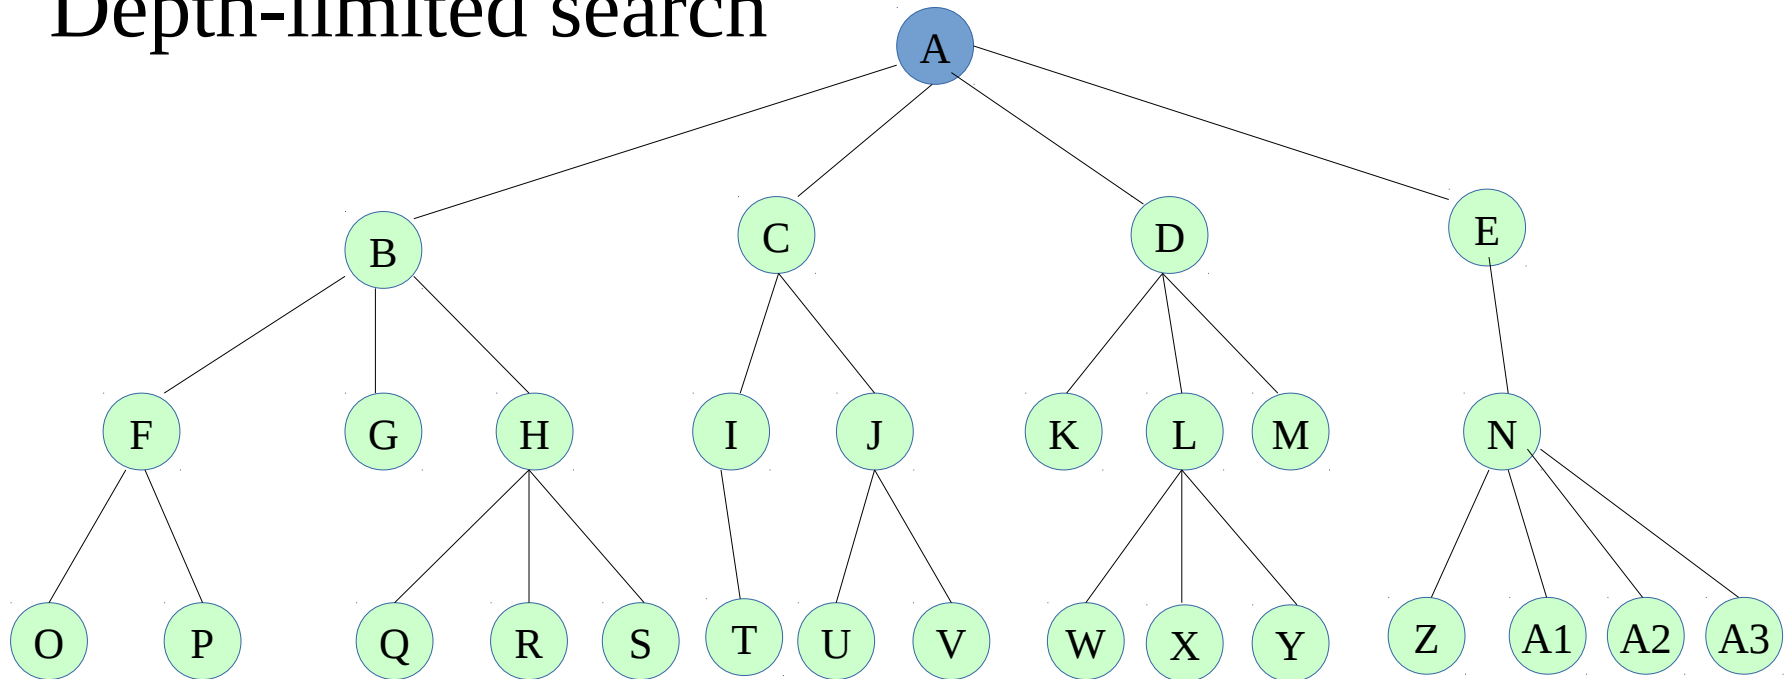 Depth-limited search
A
B C D E
F G H I J K L M N
O P Q R S T U V W X Y Z A1 A2 A3